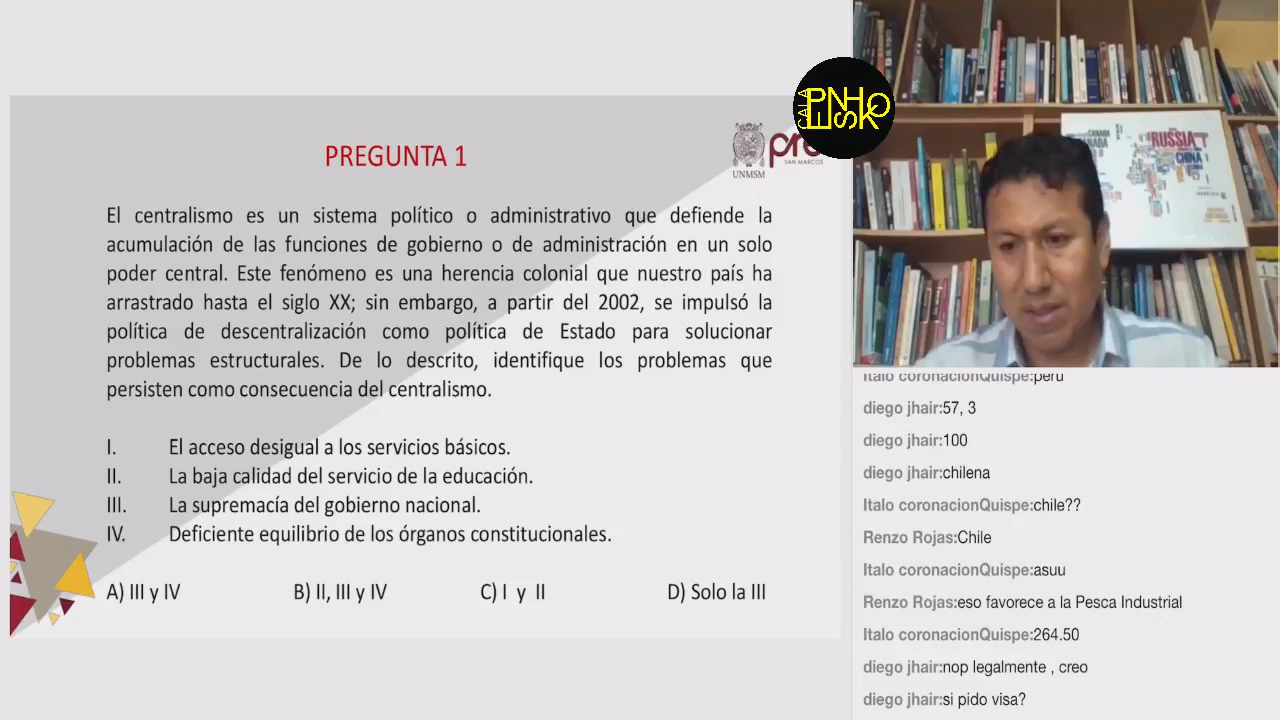 PREGUNTA 1
UNMSM
pre
SAN MARCOS
El centralismo es un sistema político o administrativo que defiende la
acumulación de las funciones de gobierno o de administración en un solo
poder central. Este fenómeno es una herencia colonial que nuestro país ha
arrastrado hasta el siglo XX; sin embargo, a partir del 2002, se impulsó la
política de descentralización como política de Estado para solucionar
problemas estructurales. De lo descrito, identifique los problemas que
persisten como consecuencia del centralismo.
I. El acceso desigual a los servicios básicos.
II. La baja calidad del servicio de la educación.
III. La supremacía del gobierno nacional.
IV. Deficiente equilibrio de los órganos constitucionales.
A) III y IV B) II, III y IV C) I y II D) Solo la III
CANADA
RUSSIA
CHINA
Italo coronacionQuispe:peru
diego jhair:57, 3
diego jhair:100
diego jhair:chilena
Italo coronacionQuispe:chile??
Renzo Rojas:Chile
Italo coronacionQuispe:asuu
Renzo Rojas:eso favorece a la Pesca Industrial
Italo coronacionQuispe:264.50
diego jhair:nop legalmente , creo
diego jhair:si pido visa?